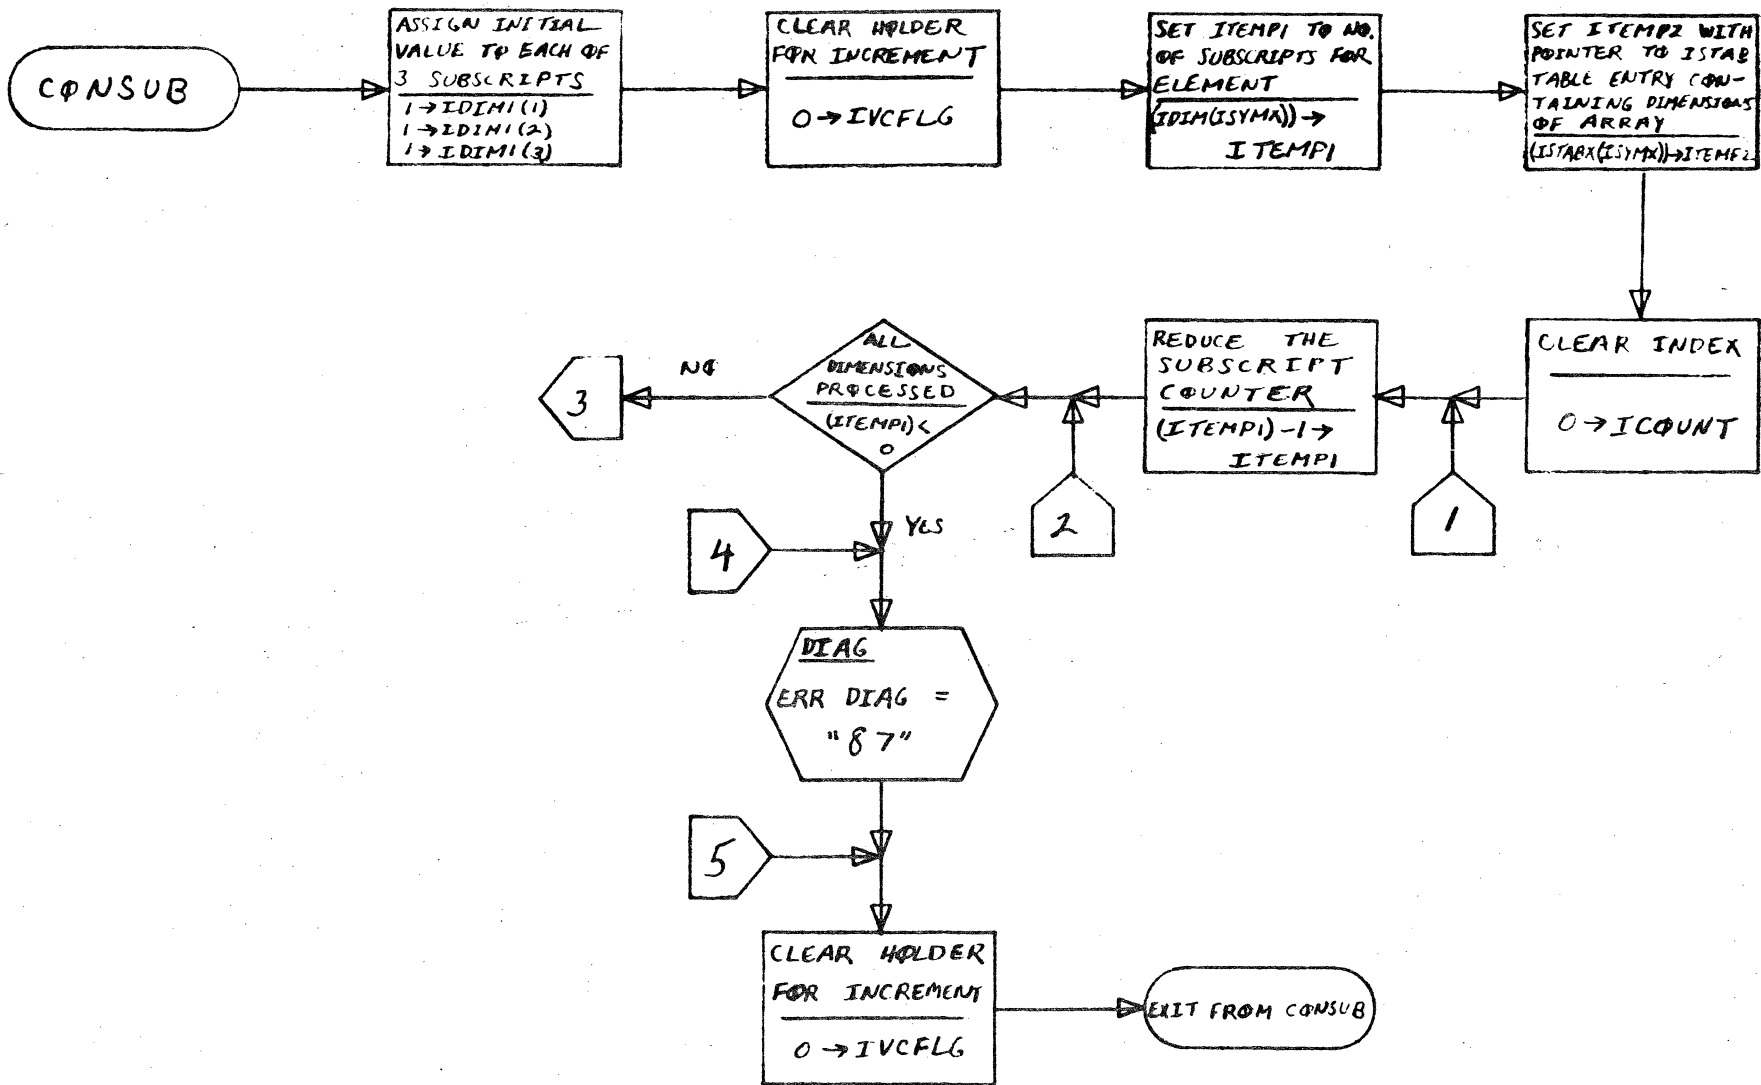 CONSUB
ASSIGN INITIAL
VALUE TO EACH OF
3 SUBSCRIPTS
1 → IDIM1(1)
1 → IDIM1(2)
1 → IDIM1(3)
CLEAR HOLDER
FOR INCREMENT
0 → IVCFLG
SET ITEMP1 TO NO.
OF SUBSCRIPTS FOR
ELEMENT
(IDIM(ISYMX)) →
ITEMP1
SET ITEMP2 WITH
POINTER TO ISTAB
TABLE ENTRY CON-
TAINING DIMENSIONS
OF ARRAY
(ISTABX(ISYMX)) → ITEMP2
CLEAR INDEX
0 → ICOUNT
1
REDUCE THE
SUBSCRIPT
COUNTER
(ITEMP1) - 1 →
ITEMP1
2
ALL
DIMENSIONS
PROCESSED
(ITEMP1) <
0
NO
3
YES
4
DIAG
ERR DIAG =
"87"
5
CLEAR HOLDER
FOR INCREMENT
0 → IVCFLG
EXIT FROM CONSUB